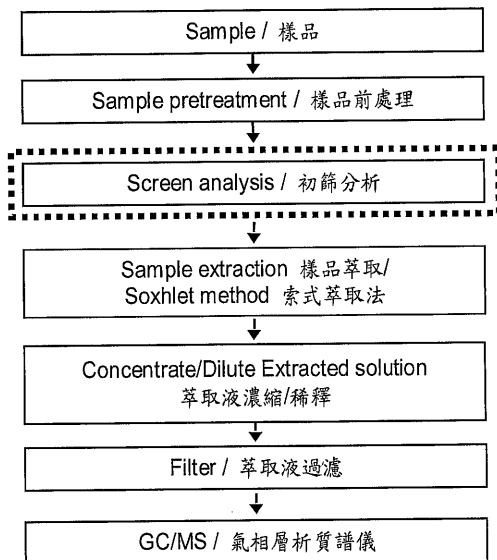 Sample / 樣品
Sample pretreatment / 樣品前處理
Screen analysis / 初篩分析
Sample extraction 樣品萃取/
Soxhlet method 索式萃取法
Concentrate/Dilute Extracted solution
萃取液濃縮/稀釋
Filter / 萃取液過濾
GC/MS / 氣相層析質譜儀